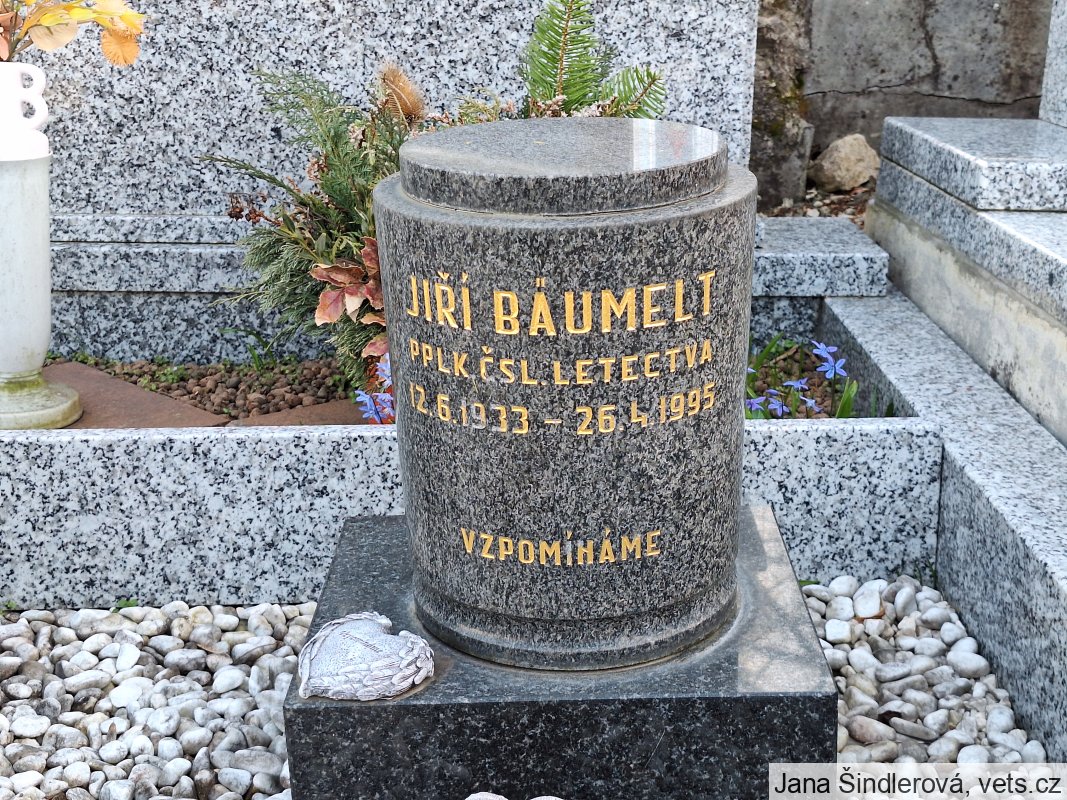 JIŘÍ BÄUMELT
PPLK. ČSL. LETECTVA
12.6.1933 – 26.4.1995
VZPOMÍNÁME
Jana Šindlerová, vets.cz